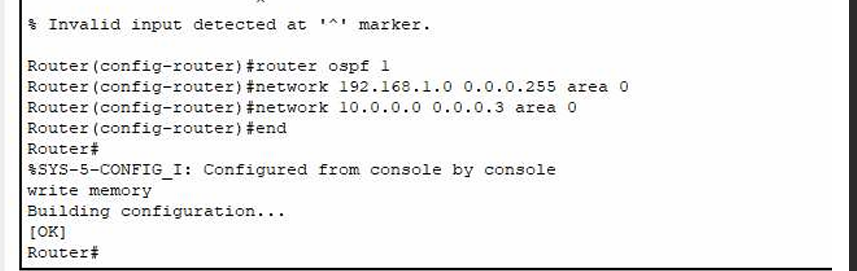 % Invalid input detected at '^' marker.
Router(config-router)#router ospf 1
Router(config-router)#network 192.168.1.0 0.0.0.255 area 0
Router(config-router)#network 10.0.0.0 0.0.0.3 area 0
Router(config-router)#end
Router#
%SYS-5-CONFIG_I: Configured from console by console
write memory
Building configuration...
[OK]
Router#